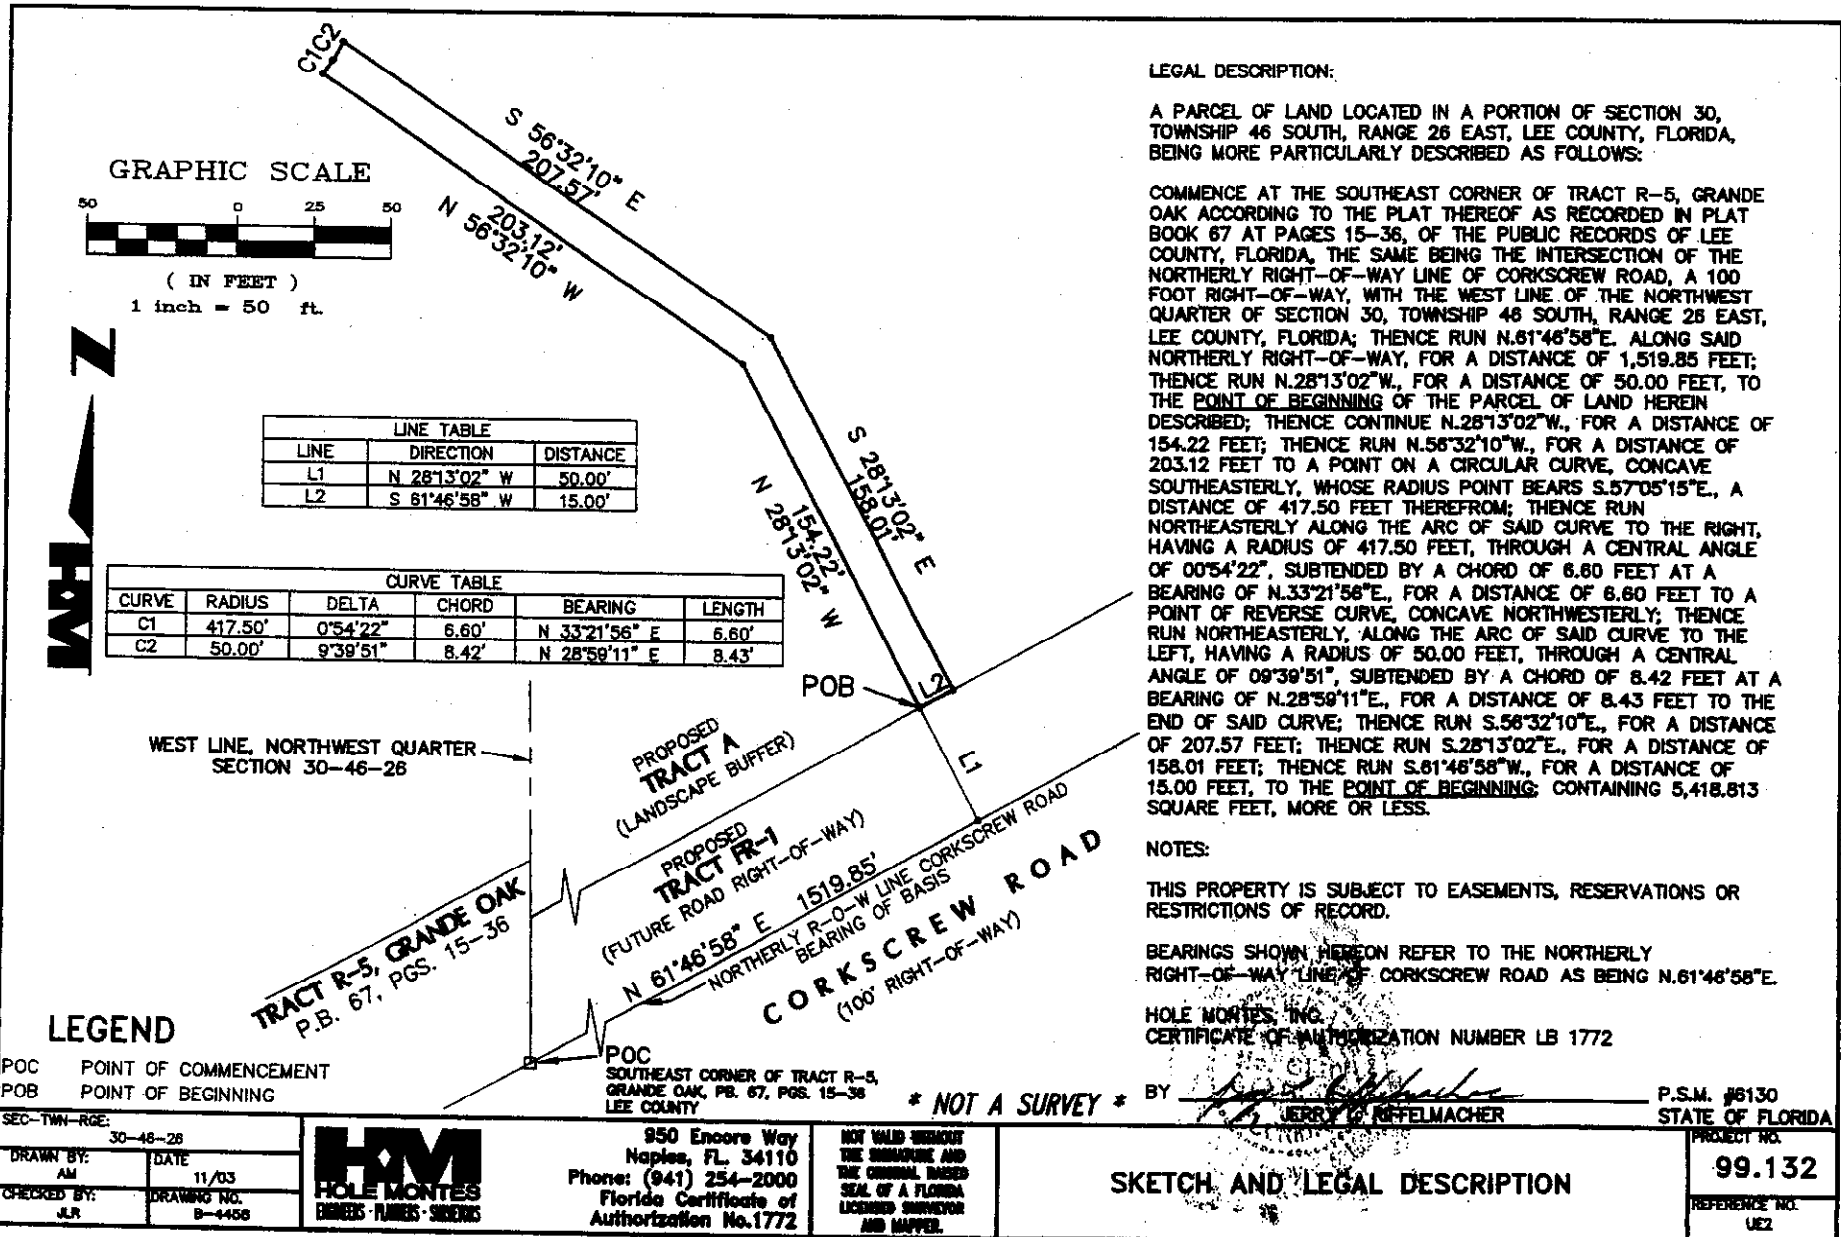 C1
C2
S 56°32'10" E
207.57'
203.12'
N 56°32'10" W
GRAPHIC SCALE
50 0 25 50
( IN FEET )
1 inch = 50 ft.
Z
HM
LINE TABLE
LINE DIRECTION DISTANCE
L1 N 28°13'02" W 50.00'
L2 S 61°46'58" W 15.00'
S 28°13'02" E
158.01'
154.22'
N 28°13'02" W
CURVE TABLE
CURVE RADIUS DELTA CHORD BEARING LENGTH
C1 417.50' 0°54'22" 6.60' N 33°21'56" E 6.60'
C2 50.00' 9°39'51" 8.42' N 28°59'11" E 8.43'
POB
L2
L1
WEST LINE, NORTHWEST QUARTER
SECTION 30-46-26
PROPOSED
TRACT A
(LANDSCAPE BUFFER)
PROPOSED
TRACT FR-1
(FUTURE ROAD RIGHT-OF-WAY)
N 61°46'58" E 1519.85'
NORTHERLY R-O-W LINE CORKSCREW ROAD
BEARING OF BASIS
CORKSCREW ROAD
(100' RIGHT-OF-WAY)
TRACT R-5, GRANDE OAK
P.B. 67, PGS. 15-36
LEGEND
POC POINT OF COMMENCEMENT
POB POINT OF BEGINNING
POC
SOUTHEAST CORNER OF TRACT R-5,
GRANDE OAK, PB. 67, PGS. 15-36
LEE COUNTY
* NOT A SURVEY *
LEGAL DESCRIPTION:
A PARCEL OF LAND LOCATED IN A PORTION OF SECTION 30,
TOWNSHIP 46 SOUTH, RANGE 26 EAST, LEE COUNTY, FLORIDA,
BEING MORE PARTICULARLY DESCRIBED AS FOLLOWS:
COMMENCE AT THE SOUTHEAST CORNER OF TRACT R-5, GRANDE
OAK ACCORDING TO THE PLAT THEREOF AS RECORDED IN PLAT
BOOK 67 AT PAGES 15-36, OF THE PUBLIC RECORDS OF LEE
COUNTY, FLORIDA, THE SAME BEING THE INTERSECTION OF THE
NORTHERLY RIGHT-OF-WAY LINE OF CORKSCREW ROAD, A 100
FOOT RIGHT-OF-WAY, WITH THE WEST LINE OF THE NORTHWEST
QUARTER OF SECTION 30, TOWNSHIP 46 SOUTH, RANGE 26 EAST,
LEE COUNTY, FLORIDA; THENCE RUN N.61°46'58"E. ALONG SAID
NORTHERLY RIGHT-OF-WAY, FOR A DISTANCE OF 1,519.85 FEET;
THENCE RUN N.28°13'02"W., FOR A DISTANCE OF 50.00 FEET, TO
THE POINT OF BEGINNING OF THE PARCEL OF LAND HEREIN
DESCRIBED; THENCE CONTINUE N.28°13'02"W., FOR A DISTANCE OF
154.22 FEET; THENCE RUN N.56°32'10"W., FOR A DISTANCE OF
203.12 FEET TO A POINT ON A CIRCULAR CURVE, CONCAVE
SOUTHEASTERLY, WHOSE RADIUS POINT BEARS S.57°05'15"E., A
DISTANCE OF 417.50 FEET THEREFROM; THENCE RUN
NORTHEASTERLY ALONG THE ARC OF SAID CURVE TO THE RIGHT,
HAVING A RADIUS OF 417.50 FEET, THROUGH A CENTRAL ANGLE
OF 00°54'22", SUBTENDED BY A CHORD OF 6.60 FEET AT A
BEARING OF N.33°21'56"E., FOR A DISTANCE OF 6.60 FEET TO A
POINT OF REVERSE CURVE, CONCAVE NORTHWESTERLY; THENCE
RUN NORTHEASTERLY, ALONG THE ARC OF SAID CURVE TO THE
LEFT, HAVING A RADIUS OF 50.00 FEET, THROUGH A CENTRAL
ANGLE OF 09°39'51", SUBTENDED BY A CHORD OF 8.42 FEET AT A
BEARING OF N.28°59'11"E., FOR A DISTANCE OF 8.43 FEET TO THE
END OF SAID CURVE; THENCE RUN S.56°32'10"E., FOR A DISTANCE
OF 207.57 FEET; THENCE RUN S.28°13'02"E., FOR A DISTANCE OF
158.01 FEET; THENCE RUN S.61°46'58"W., FOR A DISTANCE OF
15.00 FEET, TO THE POINT OF BEGINNING; CONTAINING 5,418.813
SQUARE FEET, MORE OR LESS.
NOTES:
THIS PROPERTY IS SUBJECT TO EASEMENTS, RESERVATIONS OR
RESTRICTIONS OF RECORD.
BEARINGS SHOWN HEREON REFER TO THE NORTHERLY
RIGHT-OF-WAY LINE OF CORKSCREW ROAD AS BEING N.61°46'58"E.
HOLE MONTES, INC.
CERTIFICATE OF AUTHORIZATION NUMBER LB 1772
BY P.S.M. #6130
JERRY L. RIFFELMACHER STATE OF FLORIDA
SEC-TWN-RGE:
30-46-26
DRAWN BY: DATE
AM 11/03
CHECKED BY: DRAWING NO.
JLR B-4456
HM
HOLE MONTES
ENGINEERS · PLANNERS · SURVEYORS
950 Encore Way
Naples, FL. 34110
Phone: (941) 254-2000
Florida Certificate of
Authorization No.1772
NOT VALID WITHOUT
THE SIGNATURE AND
THE ORIGINAL RAISED
SEAL OF A FLORIDA
LICENSED SURVEYOR
AND MAPPER.
SKETCH AND LEGAL DESCRIPTION
PROJECT NO.
99.132
REFERENCE NO.
UE2